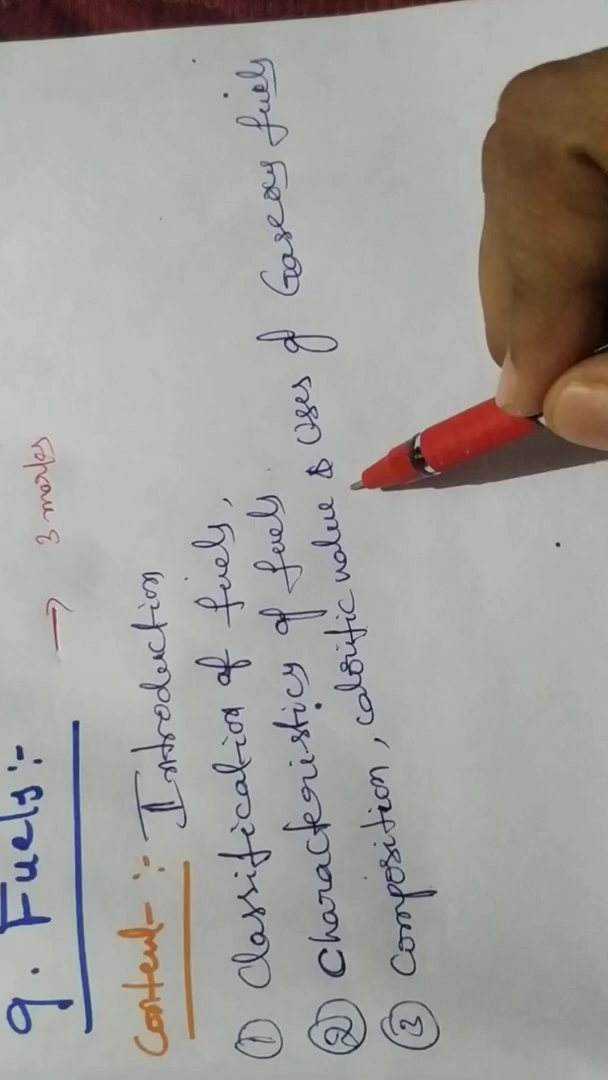 9. Fuels :- → 3 marks
Content :- Introduction
① Classification of fuels,
② Characteristics of fuels.
③ Composition, calorific value & Uses of Gaseous fuels